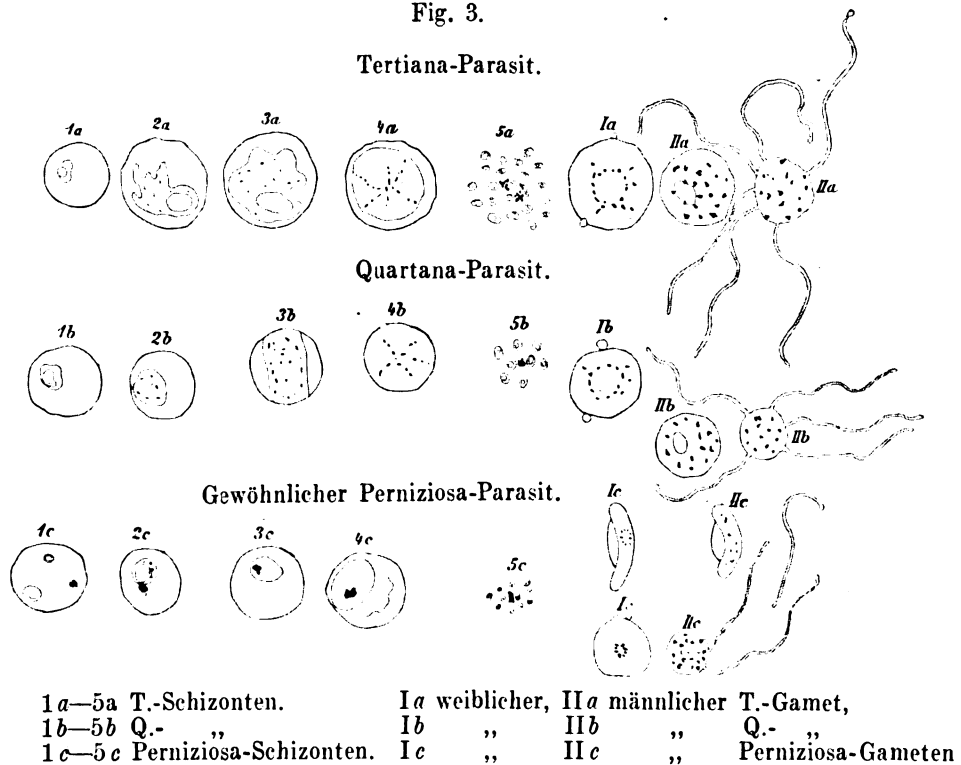 Fig. 3.
Tertiana-Parasit.
1a 2a 3a 4a 5a Ia IIa IIa
Quartana-Parasit.
1b 2b 3b 4b 5b Ib IIb IIb
Gewöhnlicher Perniziosa-Parasit.
1c 2c 3c 4c 5c Ic IIc
Ic IIc
1a—5a T.-Schizonten. Ia weiblicher, IIa männlicher T.-Gamet,
1b—5b Q.- „ Ib „ IIb „ Q.- „
1c—5c Perniziosa-Schizonten. Ic „ IIc „ Perniziosa-Gameten